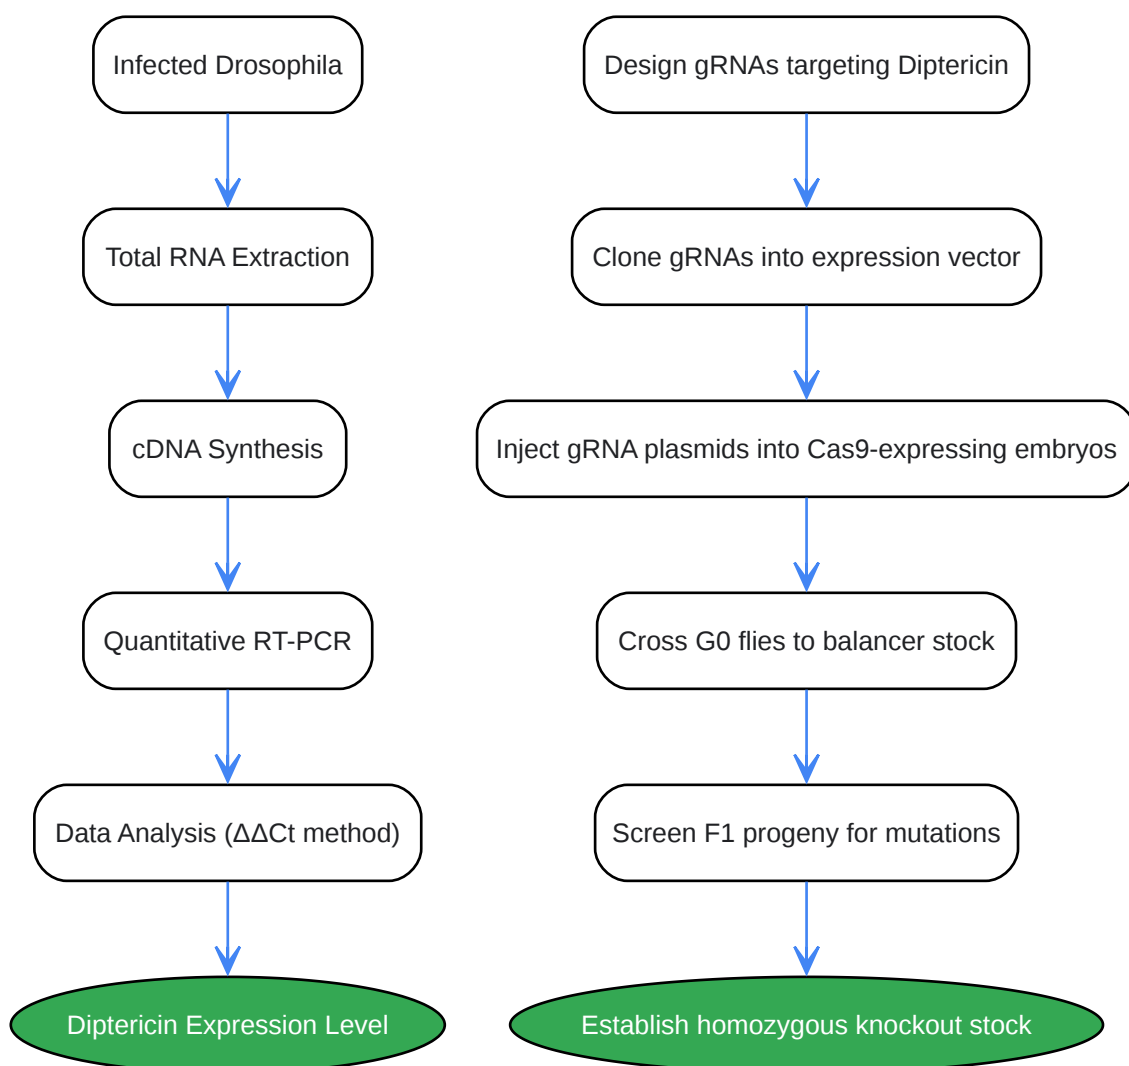 Infected Drosophila
Total RNA Extraction
cDNA Synthesis
Quantitative RT-PCR
Data Analysis (ΔΔCt method)
Diptericin Expression Level
Design gRNAs targeting Diptericin
Clone gRNAs into expression vector
Inject gRNA plasmids into Cas9-expressing embryos
Cross G0 flies to balancer stock
Screen F1 progeny for mutations
Establish homozygous knockout stock